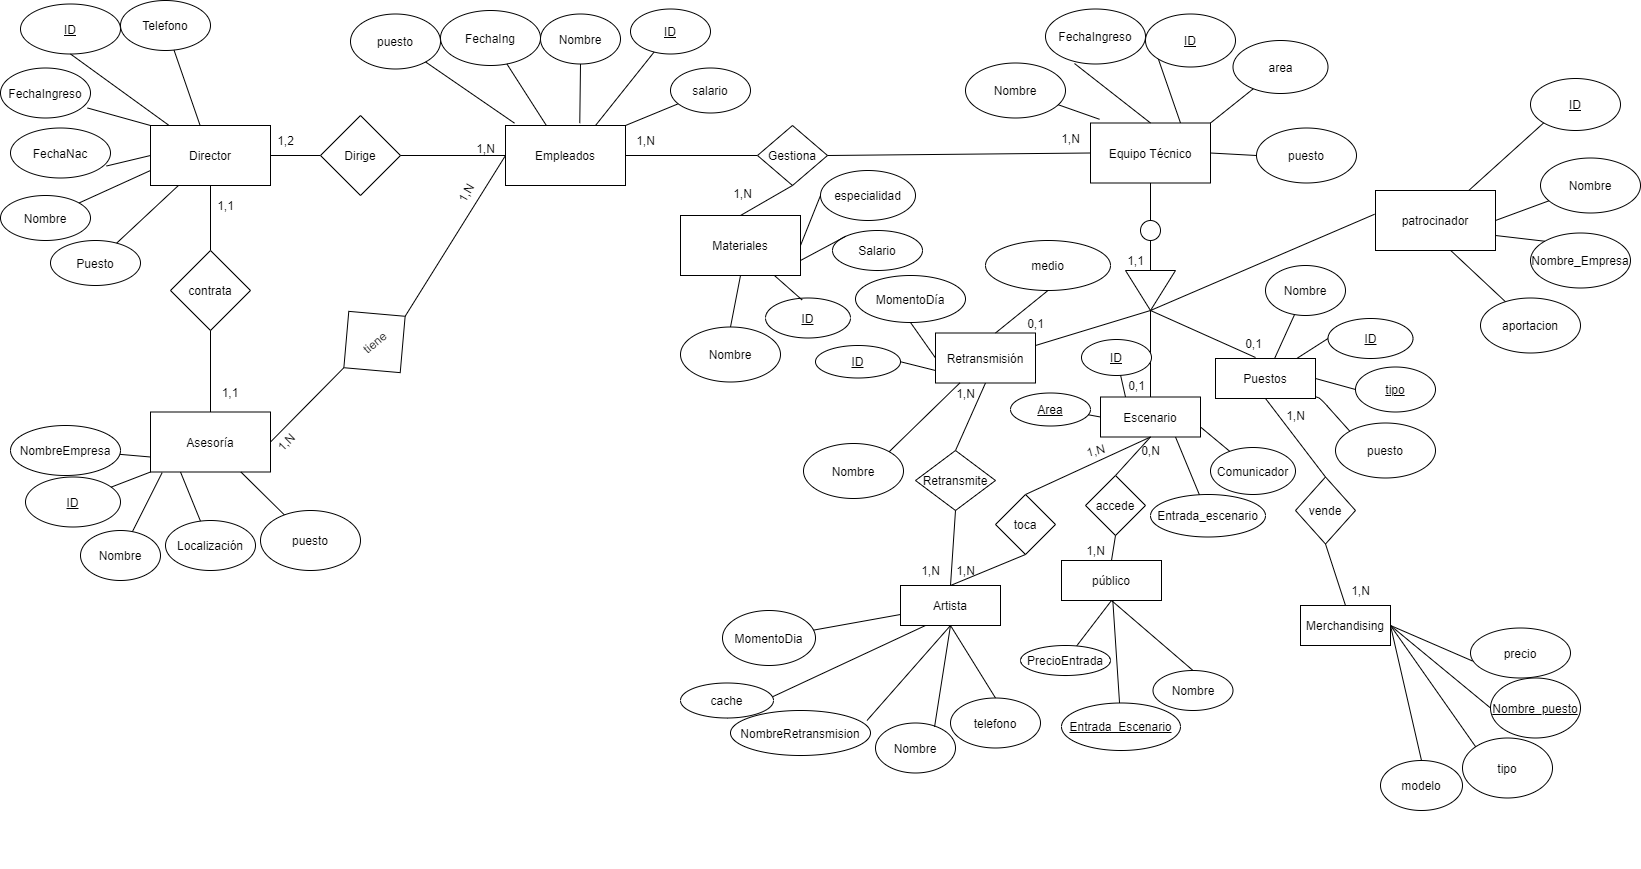 ID
Telefono
FechaIngreso
FechaNac
Nombre
Puesto
Director
1,2
Dirige
1,N
1,1
contrata
1,1
Asesoría
NombreEmpresa
ID
Nombre
Localización
puesto
1,N
tiene
1,N
puesto
FechaIng
Nombre
ID
salario
Empleados
1,N
Gestiona
1,N
1,N
Materiales
especialidad
Salario
ID
Nombre
FechaIngreso
ID
area
Nombre
puesto
Equipo Técnico
1,1
patrocinador
ID
Nombre
Nombre_Empresa
aportacion
medio
MomentoDía
ID
Retransmisión
0,1
Nombre
1,N
Retransmite
1,N
ID
0,1
Area
Escenario
Comunicador
Entrada_escenario
1,N
0,N
toca
1,N
accede
1,N
público
PrecioEntrada
Entrada_Escenario
Nombre
Artista
MomentoDia
cache
NombreRetransmision
Nombre
telefono
0,1
Puestos
Nombre
ID
tipo
puesto
1,N
vende
1,N
Merchandising
precio
Nombre_puesto
tipo
modelo